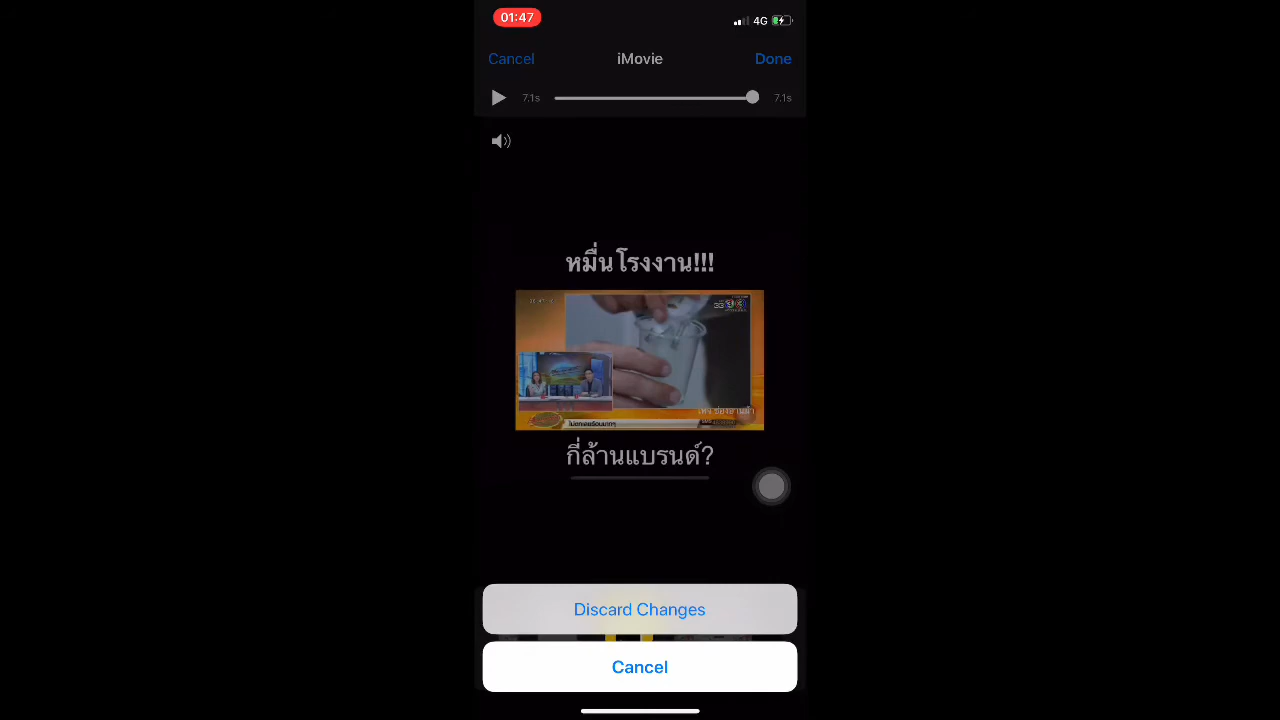 01:47
4G
Cancel
iMovie
Done
7.1s
7.1s
หมื่นโรงงาน!!!
33
กี่ล้านแบรนด์?
Discard Changes
Cancel